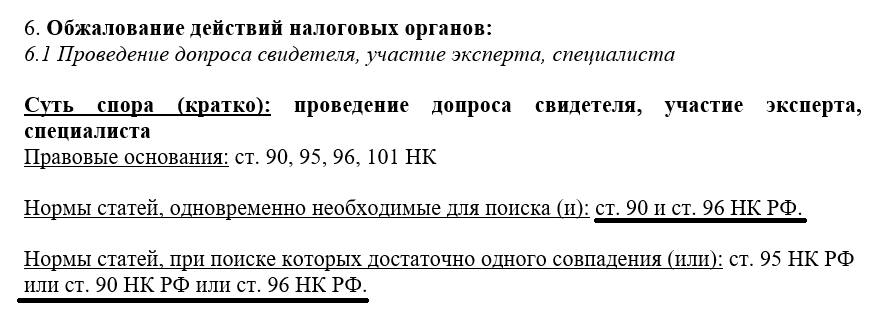 6. Обжалование действий налоговых органов:
6.1 Проведение допроса свидетеля, участие эксперта, специалиста
Суть спора (кратко): проведение допроса свидетеля, участие эксперта,
специалиста
Правовые основания: ст. 90, 95, 96, 101 НК
Нормы статей, одновременно необходимые для поиска (и): ст. 90 и ст. 96 НК РФ.
Нормы статей, при поиске которых достаточно одного совпадения (или): ст. 95 НК РФ
или ст. 90 НК РФ или ст. 96 НК РФ.